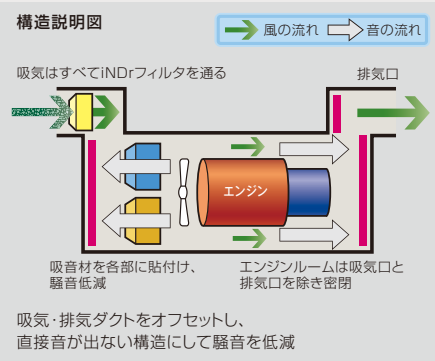 構造説明図
風の流れ 音の流れ
吸気はすべてiNDrフィルタを通る
排気口
エンジン
吸音材を各部に貼付け、
騒音低減
エンジンルームは吸気口と
排気口を除き密閉
吸気・排気ダクトをオフセットし、
直接音が出ない構造にして騒音を低減